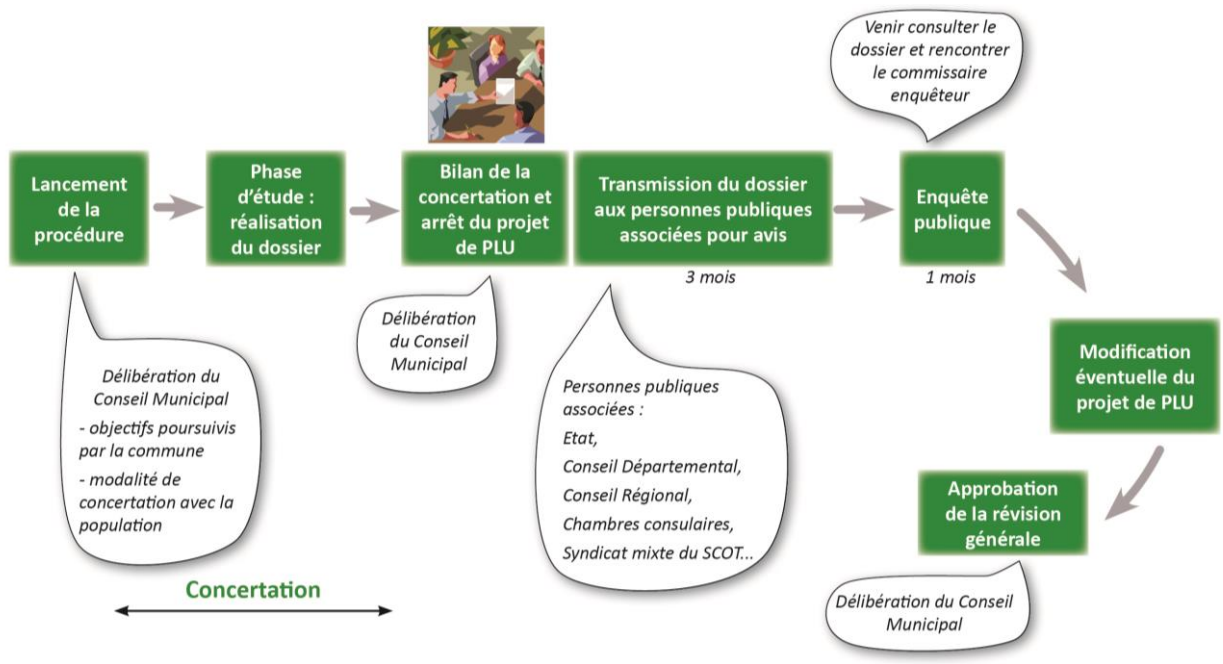 Venir consulter le
dossier et rencontrer
le commissaire
enquêteur
Lancement
de la
procédure
Phase
d'étude :
réalisation
du dossier
Bilan de la
concertation et
arrêt du projet
de PLU
Transmission du dossier
aux personnes publiques
associées pour avis
3 mois
Enquête
publique
1 mois
Délibération du
Conseil Municipal
- objectifs poursuivis
par la commune
- modalité de
concertation avec la
population
Délibération
du Conseil
Municipal
Personnes publiques
associées :
Etat,
Conseil Départemental,
Conseil Régional,
Chambres consulaires,
Syndicat mixte du SCOT...
Modification
éventuelle du
projet de PLU
Approbation
de la révision
générale
Délibération du Conseil
Municipal
Concertation